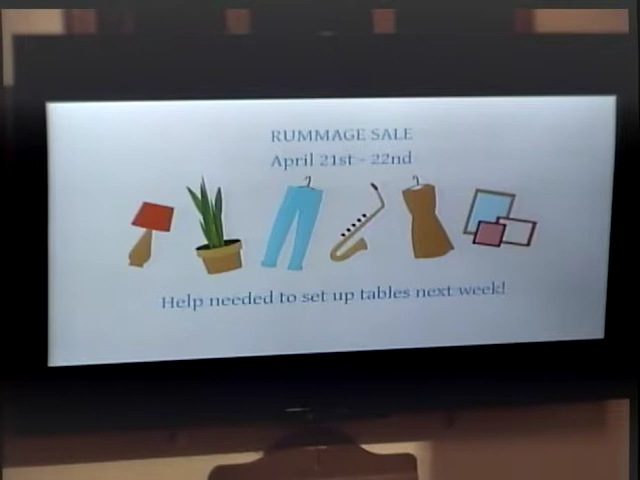 RUMMAGE SALE
April 21st - 22nd
Help needed to set up tables next week!